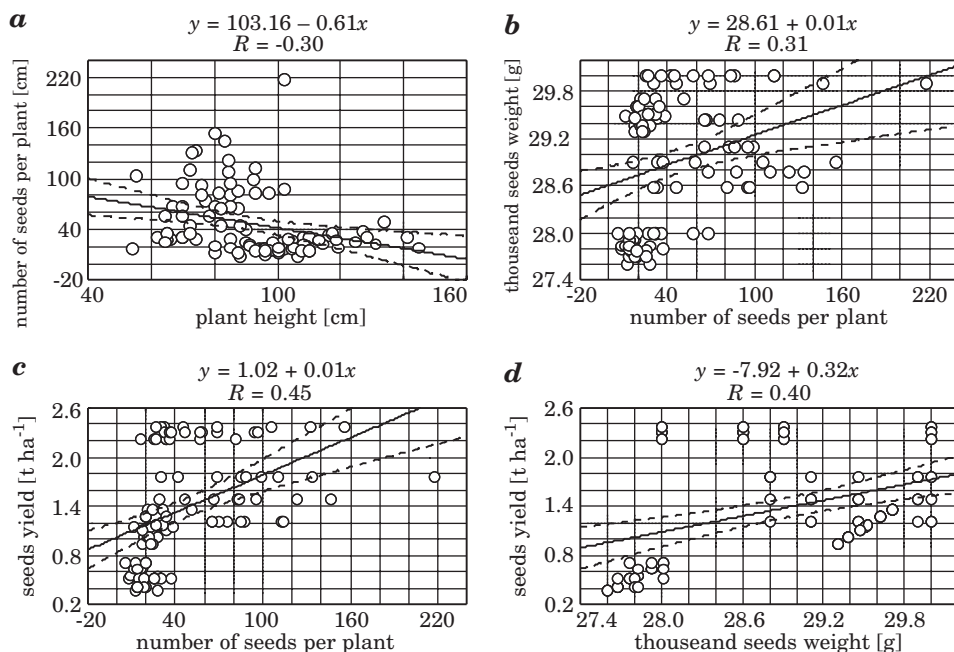 a
y = 103.16 – 0.61x
R = -0.30
number of seeds per plant [cm]
220
160
100
40
-20
40
100
160
plant height [cm]
b
y = 28.61 + 0.01x
R = 0.31
thouseand seeds weight [g]
29.8
29.2
28.6
28.0
27.4
-20
40
100
160
220
number of seeds per plant
c
y = 1.02 + 0.01x
R = 0.45
seeds yield [t ha-1]
2.6
2.0
1.4
0.8
0.2
-20
40
100
160
220
number of seeds per plant
d
y = -7.92 + 0.32x
R = 0.40
seeds yield [t ha-1]
2.6
2.0
1.4
0.8
0.2
27.4
28.0
28.6
29.2
29.8
thouseand seeds weight [g]